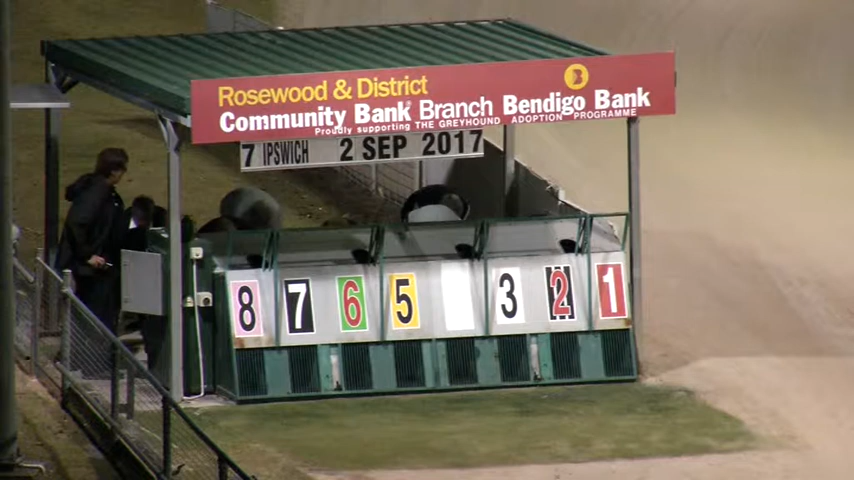 Rosewood & District
Community Bank® Branch Bendigo Bank
Proudly supporting THE GREYHOUND ADOPTION PROGRAMME
7 IPSWICH 2 SEP 2017
8 7 6 5 3 2 1